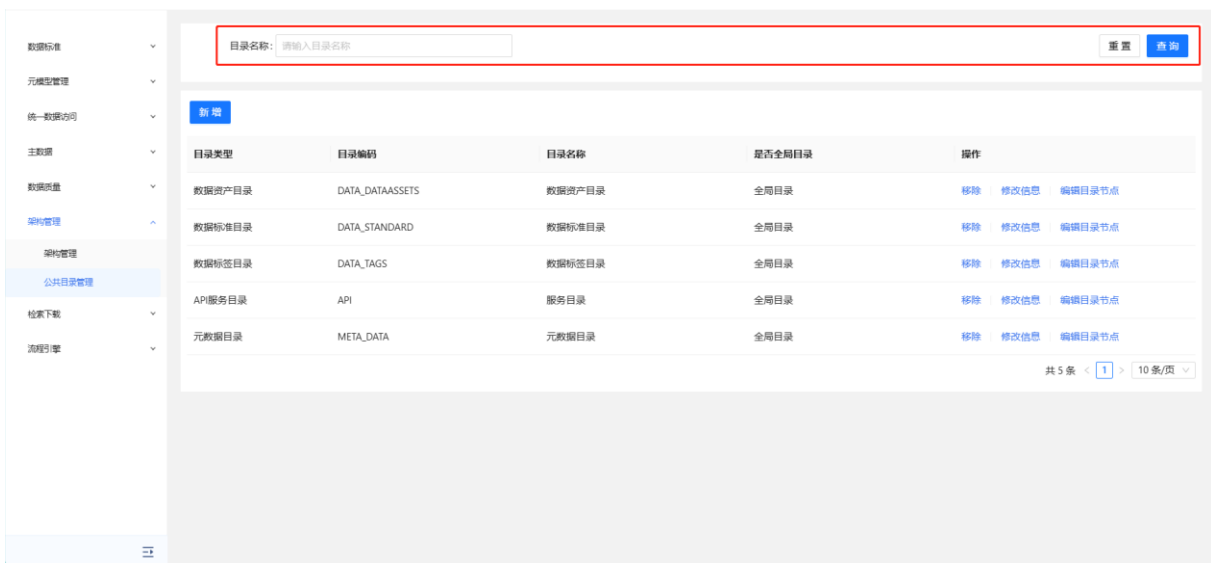 数据标准
元模型管理
统一数据访问
主数据
数据质量
架构管理
架构管理
公共目录管理
检索下载
流程引擎
目录名称: 请输入目录名称 重置 查询
新增
目录类型 目录编码 目录名称 是否全局目录 操作
数据资产目录 DATA_DATAASSETS 数据资产目录 全局目录 移除 修改信息 编辑目录节点
数据标准目录 DATA_STANDARD 数据标准目录 全局目录 移除 修改信息 编辑目录节点
数据标签目录 DATA_TAGS 数据标签目录 全局目录 移除 修改信息 编辑目录节点
API服务目录 API 服务目录 全局目录 移除 修改信息 编辑目录节点
元数据目录 META_DATA 元数据目录 全局目录 移除 修改信息 编辑目录节点
共 5 条 < 1 > 10 条/页